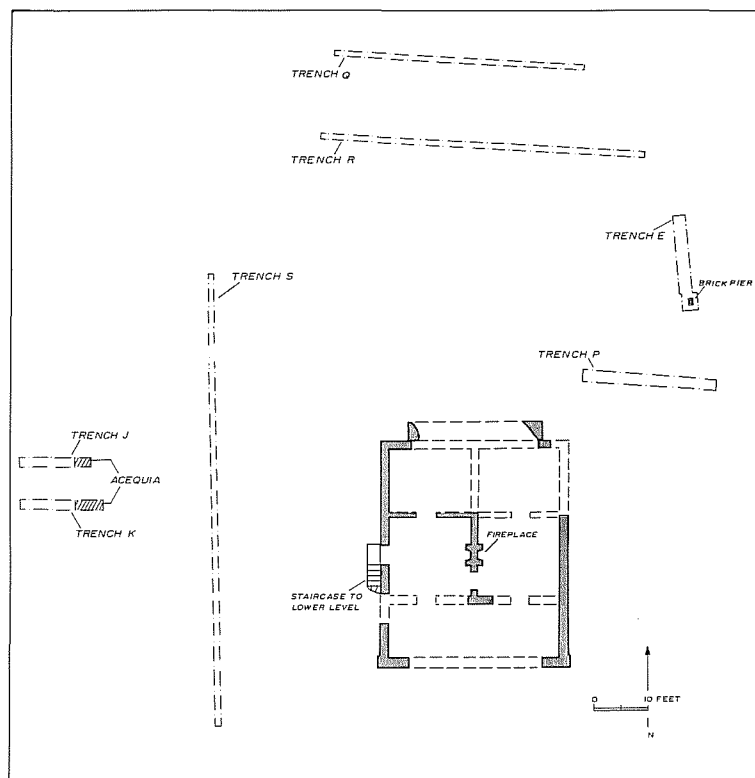 TRENCH Q
TRENCH R
TRENCH E
BRICK PIER
TRENCH S
TRENCH P
TRENCH J
ACEQUIA
TRENCH K
FIREPLACE
STAIRCASE TO
LOWER LEVEL
0 10 FEET
N